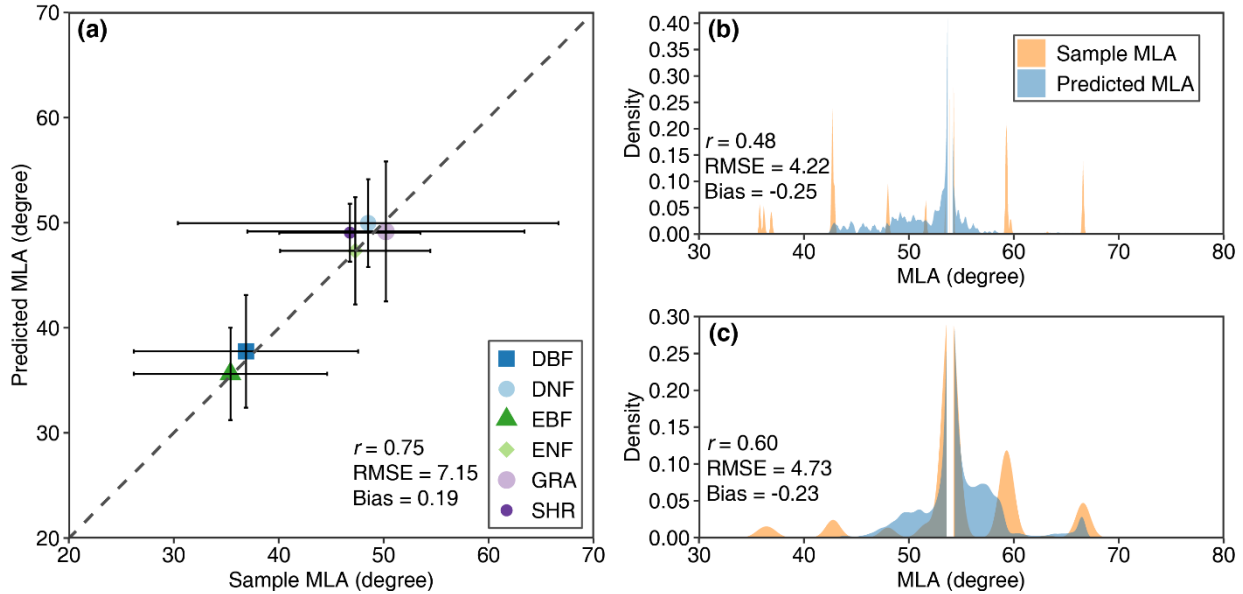 (a)
70
60
50
40
30
20
Predicted MLA (degree)
20 30 40 50 60 70
Sample MLA (degree)
r = 0.75
RMSE = 7.15
Bias = 0.19
DBF
DNF
EBF
ENF
GRA
SHR
(b)
0.40
0.35
0.30
0.25
0.20
0.15
0.10
0.05
0.00
Density
r = 0.48
RMSE = 4.22
Bias = -0.25
Sample MLA
Predicted MLA
30 40 50 60 70 80
MLA (degree)
(c)
0.30
0.25
0.20
0.15
0.10
0.05
0.00
Density
r = 0.60
RMSE = 4.73
Bias = -0.23
30 40 50 60 70 80
MLA (degree)